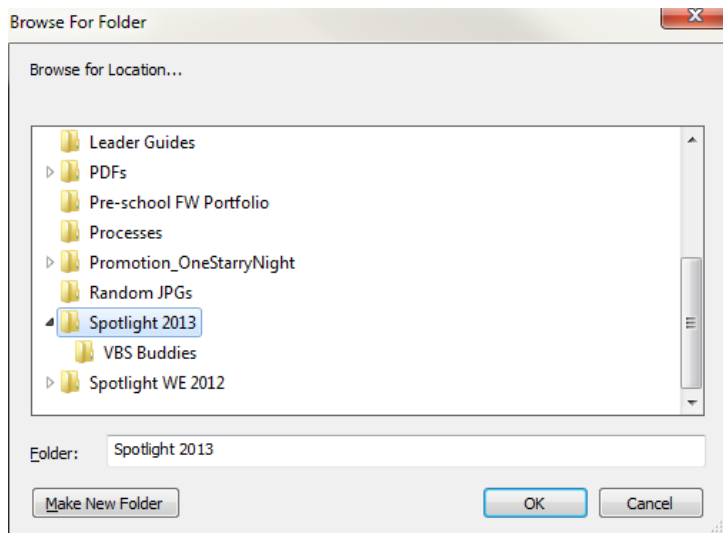 Browse For Folder
Browse for Location...
Leader Guides
PDFs
Pre-school FW Portfolio
Processes
Promotion_OneStarryNight
Random JPGs
Spotlight 2013
VBS Buddies
Spotlight WE 2012
Folder: Spotlight 2013
Make New Folder OK Cancel